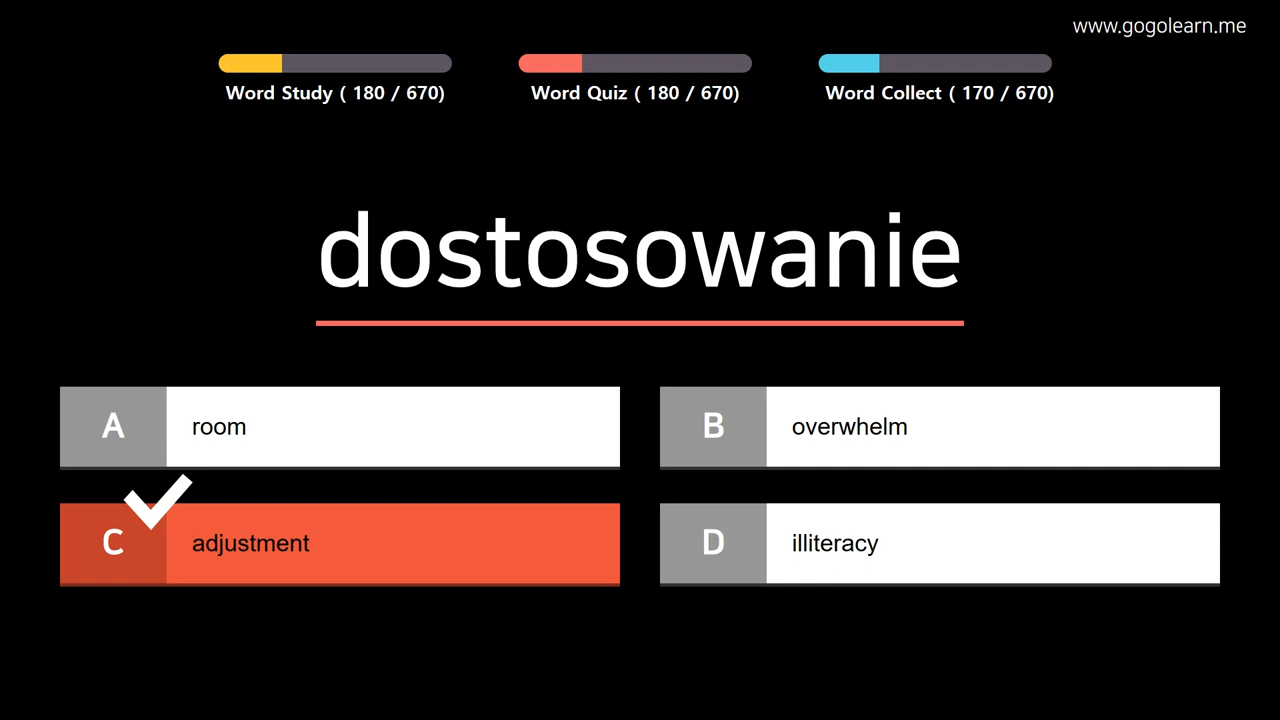 www.gogolearn.me
Word Study ( 180 / 670)
Word Quiz ( 180 / 670)
Word Collect ( 170 / 670)
dostosowanie
A room
B overwhelm
C adjustment
D illiteracy